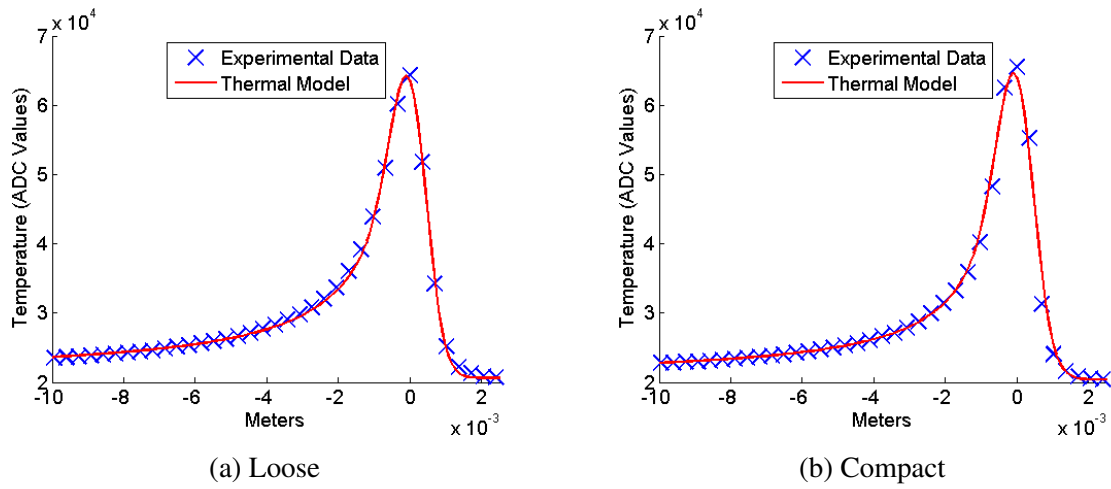 7 x 10^4
6
5
4
3
2
Temperature (ADC Values)
Experimental Data
Thermal Model
-10 -8 -6 -4 -2 0 2
Meters
x 10^-3
(a) Loose
7 x 10^4
6
5
4
3
2
Temperature (ADC Values)
Experimental Data
Thermal Model
-10 -8 -6 -4 -2 0 2
Meters
x 10^-3
(b) Compact